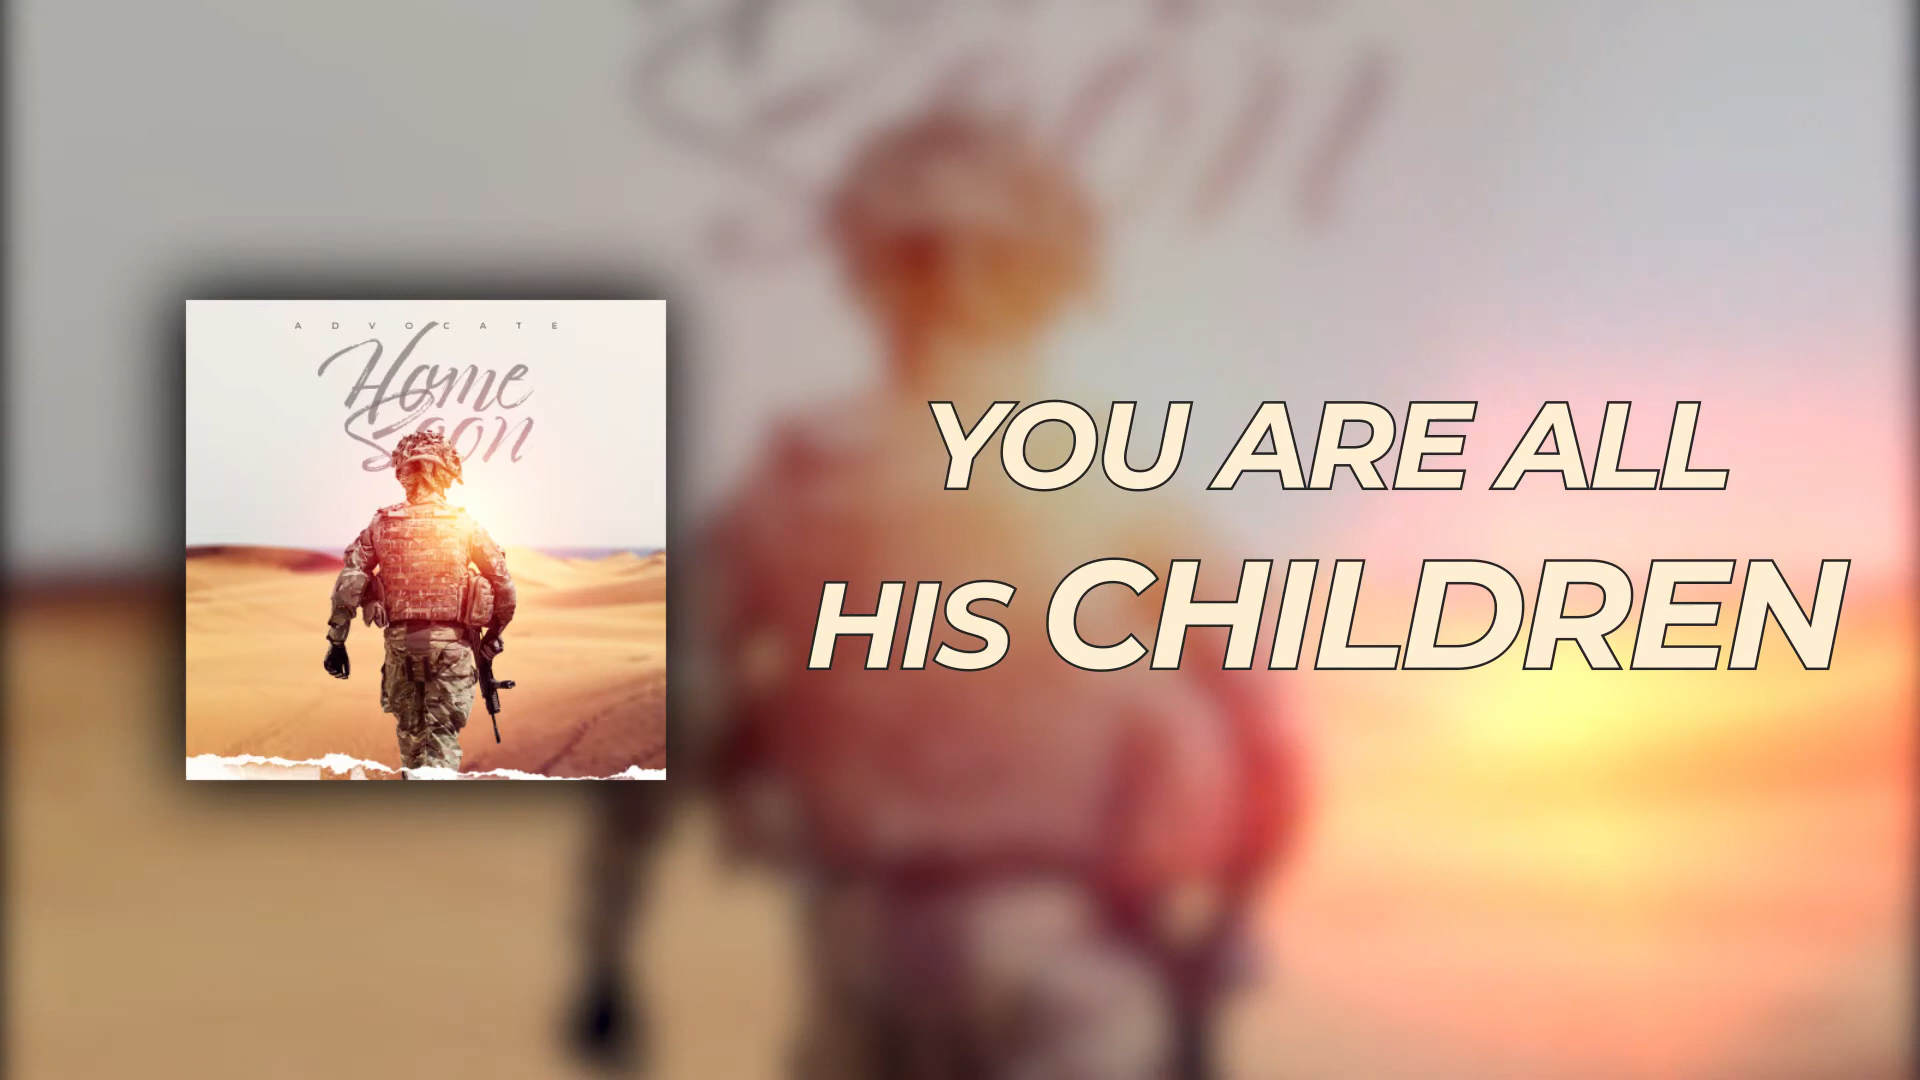 ADVOCATE
Home
Soon
YOU ARE ALL
HIS CHILDREN